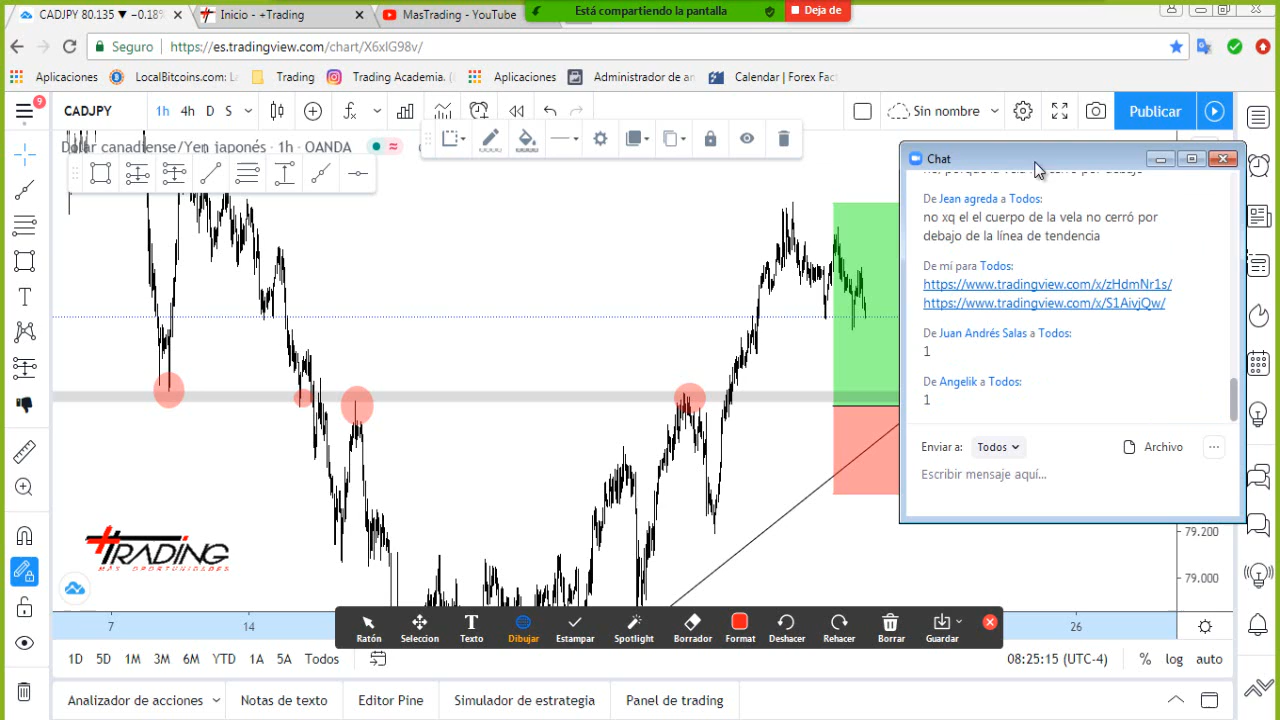 CADJPY 80.135 ▼ −0.18%
Inicio - +Trading
MasTrading - YouTube
Está compartiendo la pantalla
Deja de
Seguro
https://es.tradingview.com/chart/X6xIG98v/
Aplicaciones
LocalBitcoins.com: L
Trading
Trading Academia. (
Aplicaciones
Administrador de an
Calendar | Forex Fact
9
CADJPY
1h
4h
D
S
Sin nombre
Publicar
Dólar canadiense/Yen japonés · 1h · OANDA
Chat
De Jean agreda a Todos:
no xq el el cuerpo de la vela no cerró por
debajo de la línea de tendencia
De mí para Todos:
https://www.tradingview.com/x/zHdmNr1s/
https://www.tradingview.com/x/S1AivjQw/
De Juan Andrés Salas a Todos:
1
De Angelik a Todos:
1
Enviar a:
Todos
Archivo
Escribir mensaje aquí...
TRADING
MÁS OPORTUNIDADES
79.200
79.000
7
14
26
Ratón
Seleccion
Texto
Dibujar
Estampar
Spotlight
Borrador
Format
Deshacer
Rehacer
Borrar
Guardar
1D
5D
1M
3M
6M
YTD
1A
5A
Todos
08:25:15 (UTC-4)
%
log
auto
Analizador de acciones
Notas de texto
Editor Pine
Simulador de estrategia
Panel de trading